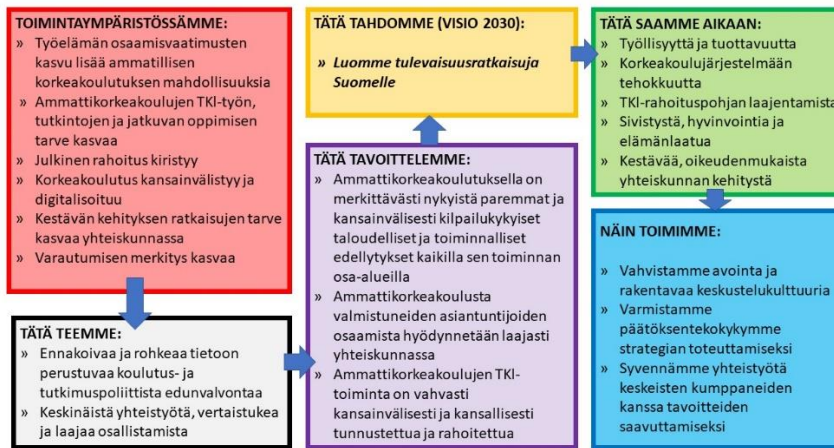 TOIMINTAYMPÄRISTÖSSÄMME:
» Työelämän osaamisvaatimusten
kasvu lisää ammatillisen
korkeakoulutuksen mahdollisuuksia
» Ammattikorkeakoulujen TKI-työn,
tutkintojen ja jatkuvan oppimisen
tarve kasvaa
» Julkinen rahoitus kiristyy
» Korkeakoulutus kansainvälistyy ja
digitalisoituu
» Kestävän kehityksen ratkaisujen tarve
kasvaa yhteiskunnassa
» Varautumisen merkitys kasvaa
TÄTÄ TEEMME:
» Ennakoivaa ja rohkeaa tietoon
perustuvaa koulutus- ja
tutkimuspoliittista edunvalvontaa
» Keskinäistä yhteistyötä, vertaistukea
ja laajaa osallistamista
TÄTÄ TAVOITTELEMME:
» Ammattikorkeakoulutuksella on
merkittävästi nykyistä paremmat ja
kansainvälisesti kilpailukykyiset
taloudelliset ja toiminnalliset
edellytykset kaikilla sen toiminnan
osa-alueilla
» Ammattikorkeakoulusta
valmistuneiden asiantuntijoiden
osaamista hyödynnetään laajasti
yhteiskunnassa
» Ammattikorkeakoulujen TKI-
toiminta on vahvasti
kansainvälisesti ja kansallisesti
tunnustettua ja rahoitettua
TÄTÄ TAHDOMME (VISIO 2030):
» Luomme tulevaisuusratkaisuja
Suomelle
TÄTÄ SAAMME AIKAAN:
» Työllisyyttä ja tuottavuutta
» Korkeakoulujärjestelmään
tehokkuutta
» TKI-rahoituspohjan laajentamista
» Sivistystä, hyvinvointia ja
elämänlaatua
» Kestävää, oikeudenmukaista
yhteiskunnan kehitystä
NÄIN TOIMIMME:
» Vahvistamme avointa ja
rakentavaa keskustelukulttuuria
» Varmistamme
päätöksentekokykymme
strategian toteuttamiseksi
» Syvennämme yhteistyötä
keskeisten kumppaneiden
kanssa tavoitteiden
saavuttamiseksi